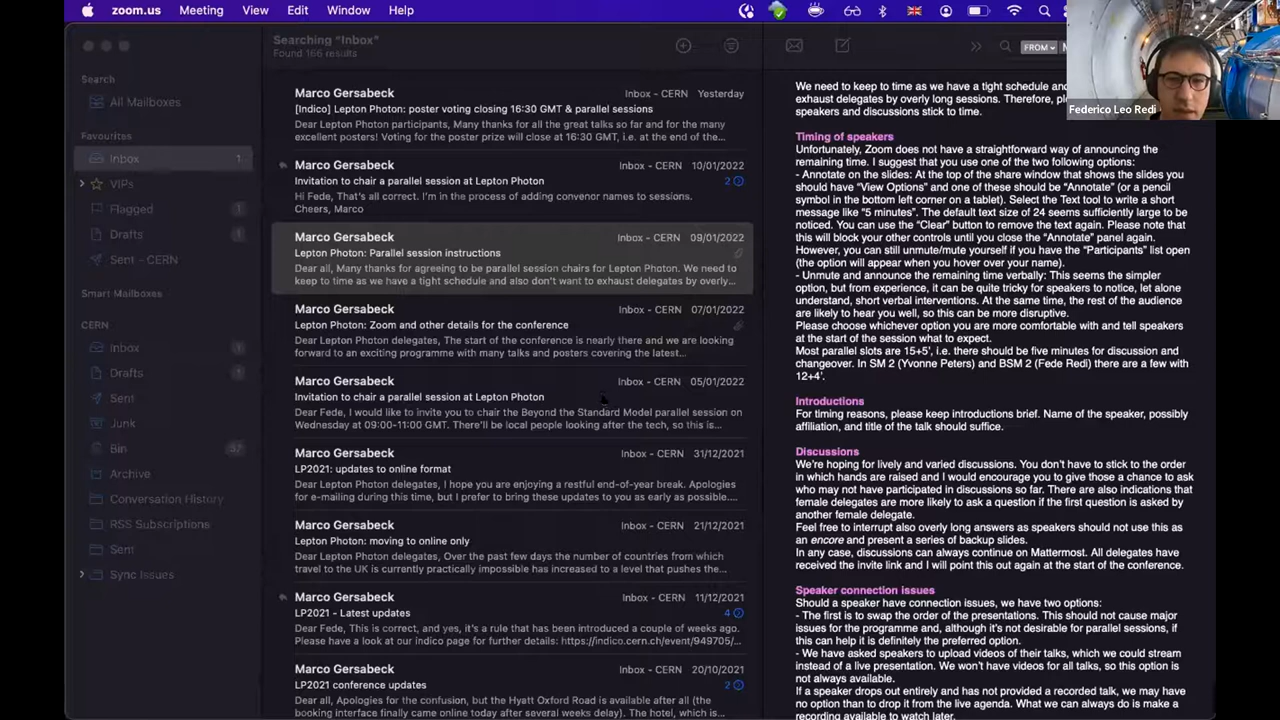 zoom.us Meeting View Edit Window Help
Searching "Inbox"
Found 166 results
FROM
Federico Leo Redi
Search
All Mailboxes
Favourites
Inbox 1
VIPs
Flagged 1
Drafts 1
Sent - CERN
Smart Mailboxes
CERN
Inbox 1
Drafts 1
Sent
Junk
Bin 37
Archive
Conversation History
RSS Subscriptions
Sent
Sync Issues
Marco Gersabeck Yesterday
[Indico] Lepton Photon: poster voting closing 16:30 GMT & parallel sessions
Dear Lepton Photon participants, Many thanks for all the great talks so far and for the many
excellent posters! Voting for the poster prize will close at 16:30 GMT, i.e. at the end of the...
Marco Gersabeck Inbox - CERN 10/01/2022
Invitation to chair a parallel session at Lepton Photon 2
Hi Fede, That's all correct. I'm in the process of adding convenor names to sessions.
Cheers, Marco
Marco Gersabeck Inbox - CERN 09/01/2022
Lepton Photon: Parallel session instructions
Dear all, Many thanks for agreeing to be parallel session chairs for Lepton Photon. We need to
keep to time as we have a tight schedule and also don't want to exhaust delegates by overly...
Marco Gersabeck Inbox - CERN 07/01/2022
Lepton Photon: Zoom and other details for the conference
Dear Lepton Photon delegates, The start of the conference is nearly there and we are looking
forward to an exciting programme with many talks and posters covering the latest...
Marco Gersabeck Inbox - CERN 05/01/2022
Invitation to chair a parallel session at Lepton Photon
Dear Fede, I would like to invite you to chair the Beyond the Standard Model parallel session on
Wednesday at 09:00-11:00 GMT. There'll be local people looking after the tech, so this is...
Marco Gersabeck Inbox - CERN 31/12/2021
LP2021: updates to online format
Dear LP2021 delegates, I hope you are enjoying a restful end-of-year break. Apologies
for e-mailing during this time, but I prefer to bring these updates to you as early as possible....
Marco Gersabeck Inbox - CERN 21/12/2021
Lepton Photon: moving to online only
Dear Lepton Photon delegates, Over the past few days the number of countries from which
travel to the UK is currently practically impossible has increased to a level that pushes the...
Marco Gersabeck Inbox - CERN 11/12/2021
LP2021 - Latest updates 4
Dear Fede, This is correct, and yes, it's a rule that has been introduced a couple of weeks ago.
Please have a look at our indico page for further details: https://indico.cern.ch/event/949705/...
Marco Gersabeck Inbox - CERN 20/10/2021
LP2021 conference updates 2
Dear all, Apologies for the confusion, but the Hyatt Oxford Road is available after all (the
booking interface finally came online today after several weeks delay). The hotel, which is...
We need to keep to time as we have a tight schedule and
exhaust delegates by overly long sessions. Therefore,
speakers and discussions stick to time.
Timing of speakers
Unfortunately, Zoom does not have a straightforward way of announcing the
remaining time. I suggest that you use one of the two following options:
- Annotate on the slides: At the top of the share window that shows the slides you
should have "View Options" and one of these should be "Annotate" (or a pencil
symbol in the bottom left corner on a tablet). Select the Text tool to write a short
message like "5 minutes". The default text size of 24 seems sufficiently large to be
noticed. You can use the "Clear" button to remove the text again. Please note that
this will block your other controls until you close the "Annotate" panel again.
However, you can still unmute/mute yourself if you have the "Participants" list open
(the option will appear when you hover over your name).
- Unmute and announce the remaining time verbally: This seems the simpler
option, but from experience, it can be quite tricky for speakers to notice, let alone
understand, short verbal interventions. At the same time, the rest of the audience
are likely to hear you well, so this can be more disruptive.
Please choose whichever option you are more comfortable with and tell speakers
at the start of the session what to expect.
Most parallel slots are 15+5', i.e. there should be five minutes for discussion and
changeover. In SM 2 (Yvonne Peters) and BSM 2 (Fede Redi) there are a few with
12+4'.
Introductions
For timing reasons, please keep introductions brief. Name of the speaker, possibly
affiliation, and title of the talk should suffice.
Discussions
We're hoping for lively and varied discussions. You don't have to stick to the order
in which hands are raised and I would encourage you to give those a chance to ask
who may not have participated in discussions so far. There are also indications that
female delegates are more likely to ask a question if the first question is asked by
another female delegate.
Feel free to interrupt also overly long answers as speakers should not use this as
an encore and present a series of backup slides.
In any case, discussions can always continue on Mattermost. All delegates have
received the invite link and I will point this out again at the start of the conference.
Speaker connection issues
Should a speaker have connection issues, we have two options:
- The first is to swap the order of the presentations. This should not cause major
issues for the programme and, although it's not desirable for parallel sessions, if
this can help it is definitely the preferred option.
- We have asked speakers to upload videos of their talks, which we could stream
instead of a live presentation. We won't have videos for all talks, so this option is
not always available.
If a speaker drops out entirely and has not provided a recorded talk, we may have
no option than to drop it from the live agenda. What we can always do is make a
recording available to watch later.